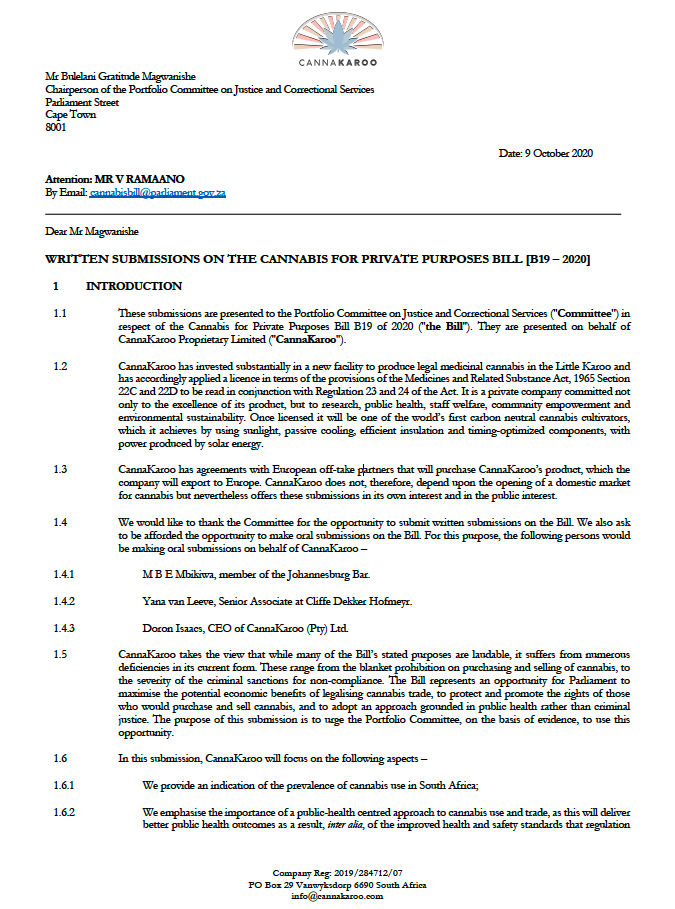 CANNAKAROO
Mr Bulelani Gratitude Magwanishe
Chairperson of the Portfolio Committee on Justice and Correctional Services
Parliament Street
Cape Town
8001
Date: 9 October 2020
Attention: MR V RAMAANO
By Email: cannabisbill@parliament.gov.za
Dear Mr Magwanishe
WRITTEN SUBMISSIONS ON THE CANNABIS FOR PRIVATE PURPOSES BILL [B19 – 2020]
1 INTRODUCTION
1.1 These submissions are presented to the Portfolio Committee on Justice and Correctional Services ("Committee") in
respect of the Cannabis for Private Purposes Bill B19 of 2020 ("the Bill"). They are presented on behalf of
CannaKaroo Proprietary Limited ("CannaKaroo").
1.2 CannaKaroo has invested substantially in a new facility to produce legal medicinal cannabis in the Little Karoo and
has accordingly applied a licence in terms of the provisions of the Medicines and Related Substance Act, 1965 Section
22C and 22D to be read in conjunction with Regulation 23 and 24 of the Act. It is a private company committed not
only to the excellence of its product, but to research, public health, staff welfare, community empowerment and
environmental sustainability. Once licensed it will be one of the world's first carbon neutral cannabis cultivators,
which it achieves by using sunlight, passive cooling, efficient insulation and timing-optimized components, with
power produced by solar energy.
1.3 CannaKaroo has agreements with European off-take partners that will purchase CannaKaroo's product, which the
company will export to Europe. CannaKaroo does not, therefore, depend upon the opening of a domestic market
for cannabis but nevertheless offers these submissions in its own interest and in the public interest.
1.4 We would like to thank the Committee for the opportunity to submit written submissions on the Bill. We also ask
to be afforded the opportunity to make oral submissions on the Bill. For this purpose, the following persons would
be making oral submissions on behalf of CannaKaroo –
1.4.1 M B E Mbikiwa, member of the Johannesburg Bar.
1.4.2 Yana van Leeve, Senior Associate at Cliffe Dekker Hofmeyr.
1.4.3 Doron Isaacs, CEO of CannaKaroo (Pty) Ltd.
1.5 CannaKaroo takes the view that while many of the Bill's stated purposes are laudable, it suffers from numerous
deficiencies in its current form. These range from the blanket prohibition on purchasing and selling of cannabis, to
the severity of the criminal sanctions for non-compliance. The Bill represents an opportunity for Parliament to
maximise the potential economic benefits of legalising cannabis trade, to protect and promote the rights of those
who would purchase and sell cannabis, and to adopt an approach grounded in public health rather than criminal
justice. The purpose of this submission is to urge the Portfolio Committee, on the basis of evidence, to use this
opportunity.
1.6 In this submission, CannaKaroo will focus on the following aspects –
1.6.1 We provide an indication of the prevalence of cannabis use in South Africa;
1.6.2 We emphasise the importance of a public-health centred approach to cannabis use and trade, as this will deliver
better public health outcomes as a result, inter alia, of the improved health and safety standards that regulation
Company Reg: 2019/284712/07
PO Box 29 Vanwyksdorp 6690 South Africa
info@cannakaroo.com